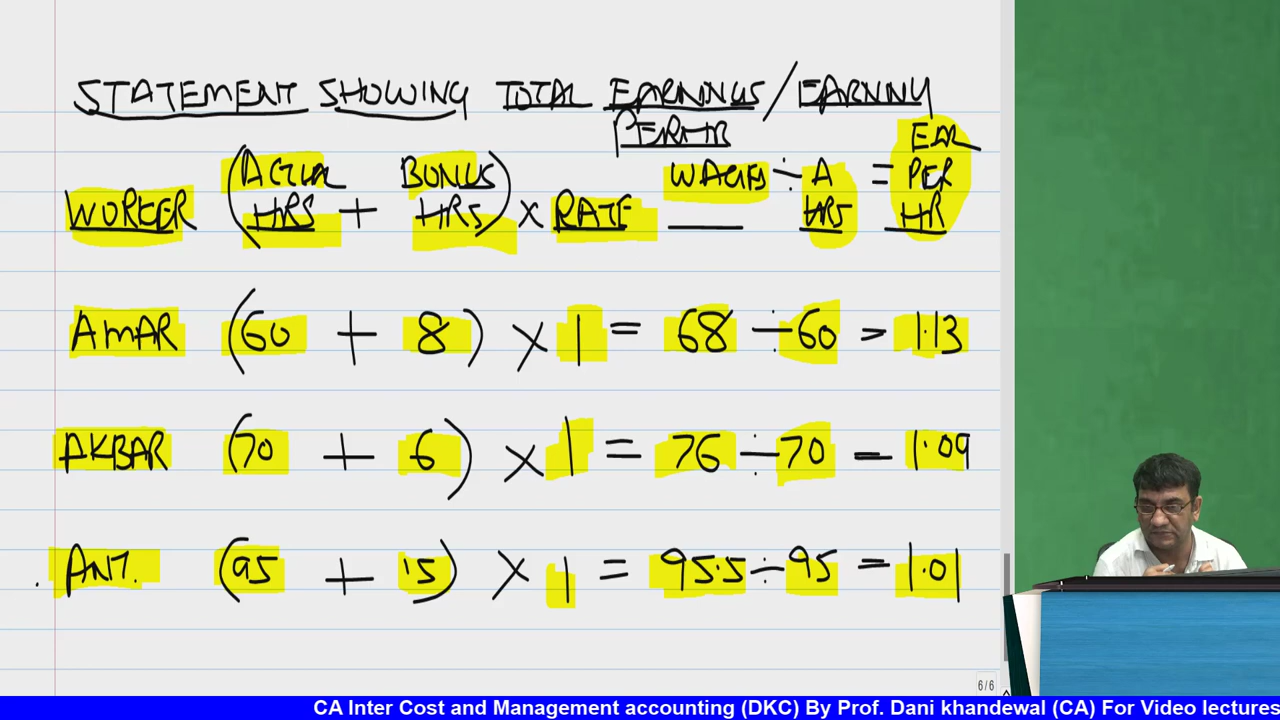 STATEMENT SHOWING TOTAL EARNINGS / EARNING
PER HR
WORKER (ACTUAL HRS + BONUS HRS) X RATE WAGES ÷ A HRS = EAR PER HR
AMAR (60 + 8) X 1 = 68 ÷ 60 = 1.13
AKBAR (70 + 6) X 1 = 76 ÷ 70 = 1.09
ANT. (95 + .5) X 1 = 95.5 ÷ 95 = 1.01
6/6
CA Inter Cost and Management accounting (DKC) By Prof. Dani khandewal (CA) For Video lectures